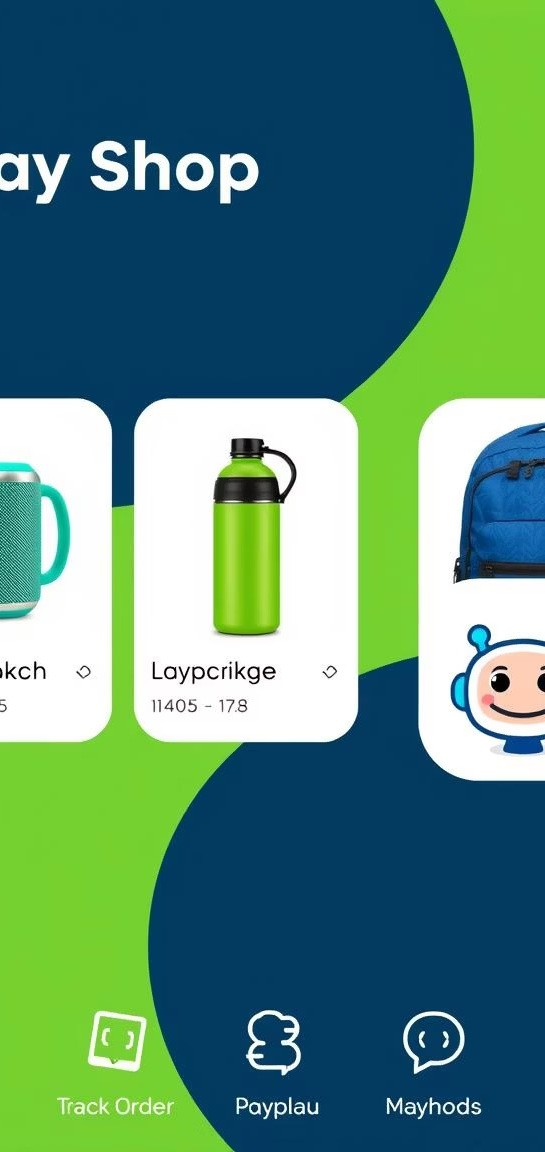 ay Shop
okch
5
Laypcrikge
11405 - 17.8
Track Order
Payplau
Mayhods